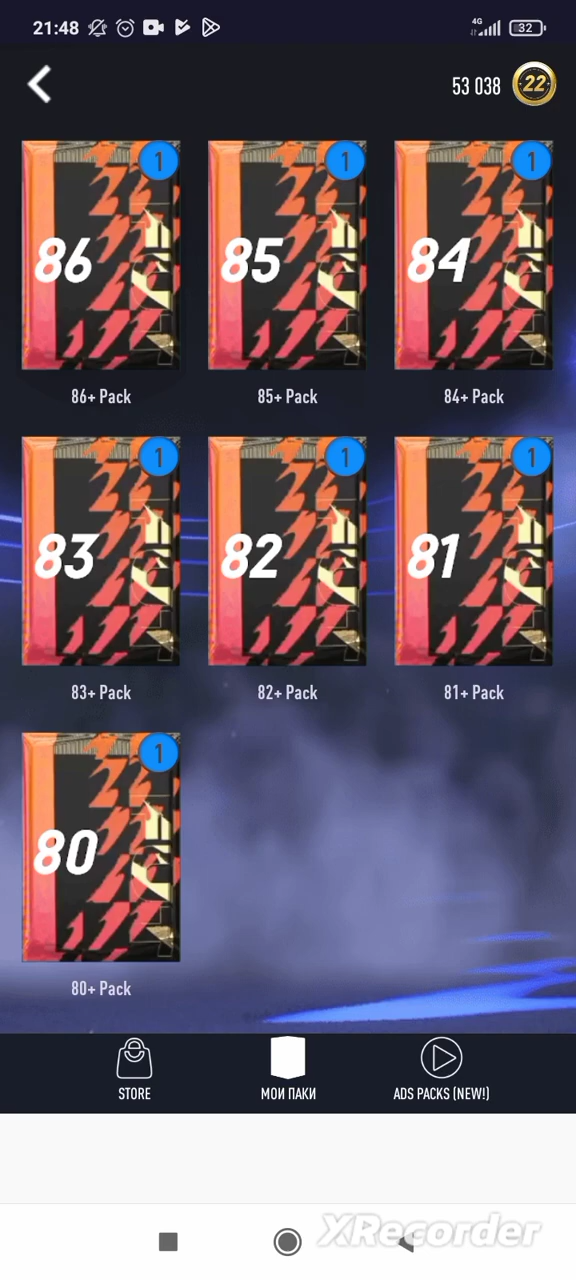 21:48
4G
32
53 038
22
1
1
1
86
85
84
86+ Pack
85+ Pack
84+ Pack
1
1
1
83
82
81
83+ Pack
82+ Pack
81+ Pack
1
80
80+ Pack
STORE
МОИ ПАКИ
ADS PACKS (NEW!)
XRecorder